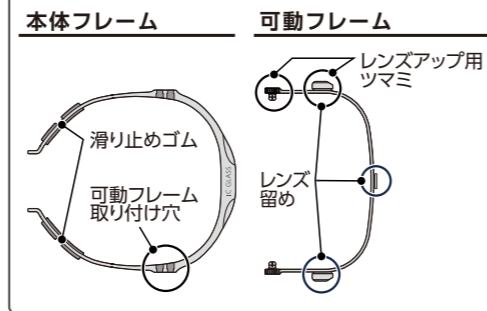 本体フレーム
可動フレーム
滑り止めゴム
可動フレーム
取り付け穴
IC GLASS
レンズアップ用
ツマミ
レンズ
留め